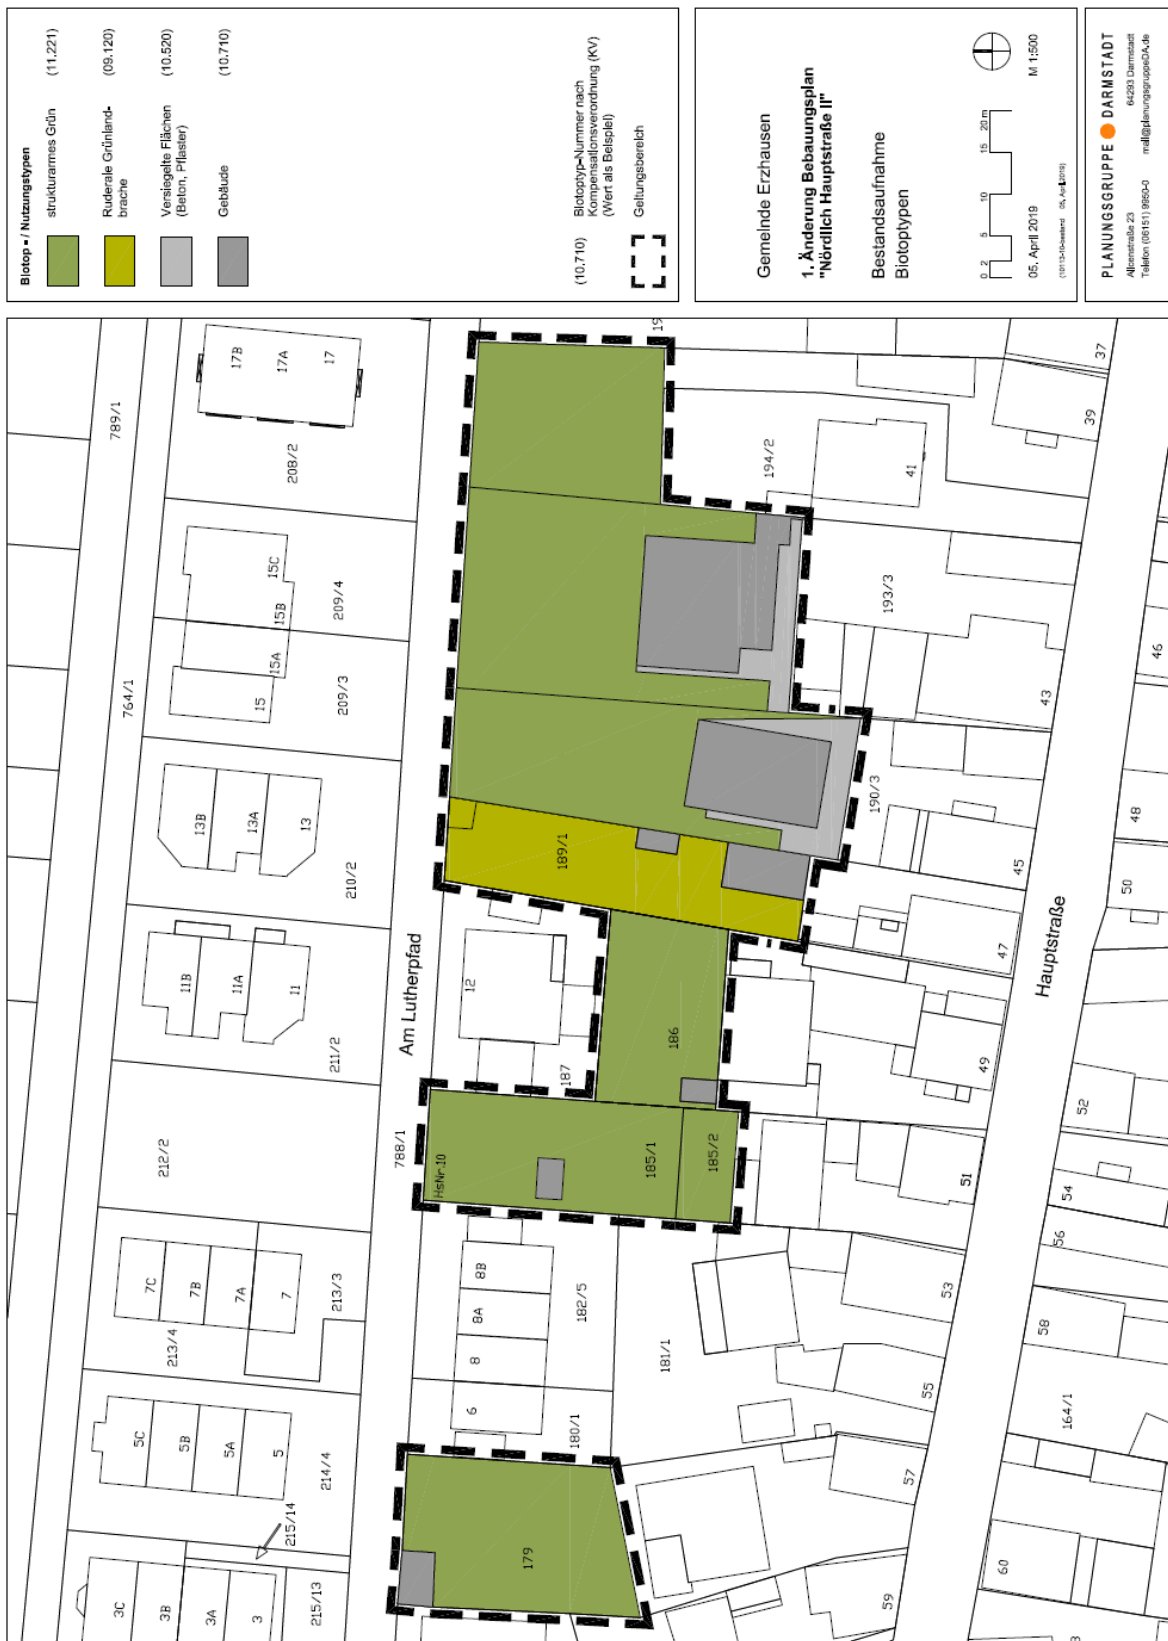 Biotop - / Nutzungstypen
strukturarmes Grün (11.221)
Ruderale Grünland-
brache (09.120)
Versiegelte Flächen (10.520)
(Beton, Pflaster)
Gebäude (10.710)
(10.710) Biotoptyp-Nummer nach
Kompensationsverordnung (KV)
(Wert als Beispiel)
Geltungsbereich
Gemeinde Erzhausen
1. Änderung Bebauungsplan
"Nördlich Hauptstraße II"
Bestandsaufnahme
Biotoptypen
0 2 5 10 15 20 m
05. April 2019 M 1:500
PLANUNGSGRUPPE DARMSTADT
Alicenstraße 23 64293 Darmstadt
Telefon (06151) 9950-0 mail@planungsgruppeDA.de
789/1
764/1
17B
17A
17
208/2
15C
15B
209/4
15A
15
209/3
13B
13A
13
210/2
11B
11A
11
211/2
212/2
7C
7B
7A
7
213/3
213/4
5C
5B
5A
5
214/4
215/14
3C
3B
3A
3
215/13
Am Lutherpfad
788/1
HsNr.10
12
187
189/1
186
185/1
185/2
8B
8A
8
6
182/5
180/1
181/1
179
194/2
193/3
190/3
37
39
41
43
45
47
49
51
53
55
57
59
Hauptstraße
46
48
50
52
54
56
58
164/1
60